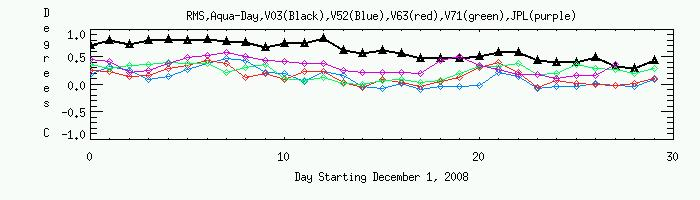 RMS,Aqua-Day,V03(Black),V52(Blue),V63(red),V71(green),JPL(purple)
Degrees C
1.0
0.5
0.0
-0.5
-1.0
0 10 20 30
Day Starting December 1, 2008